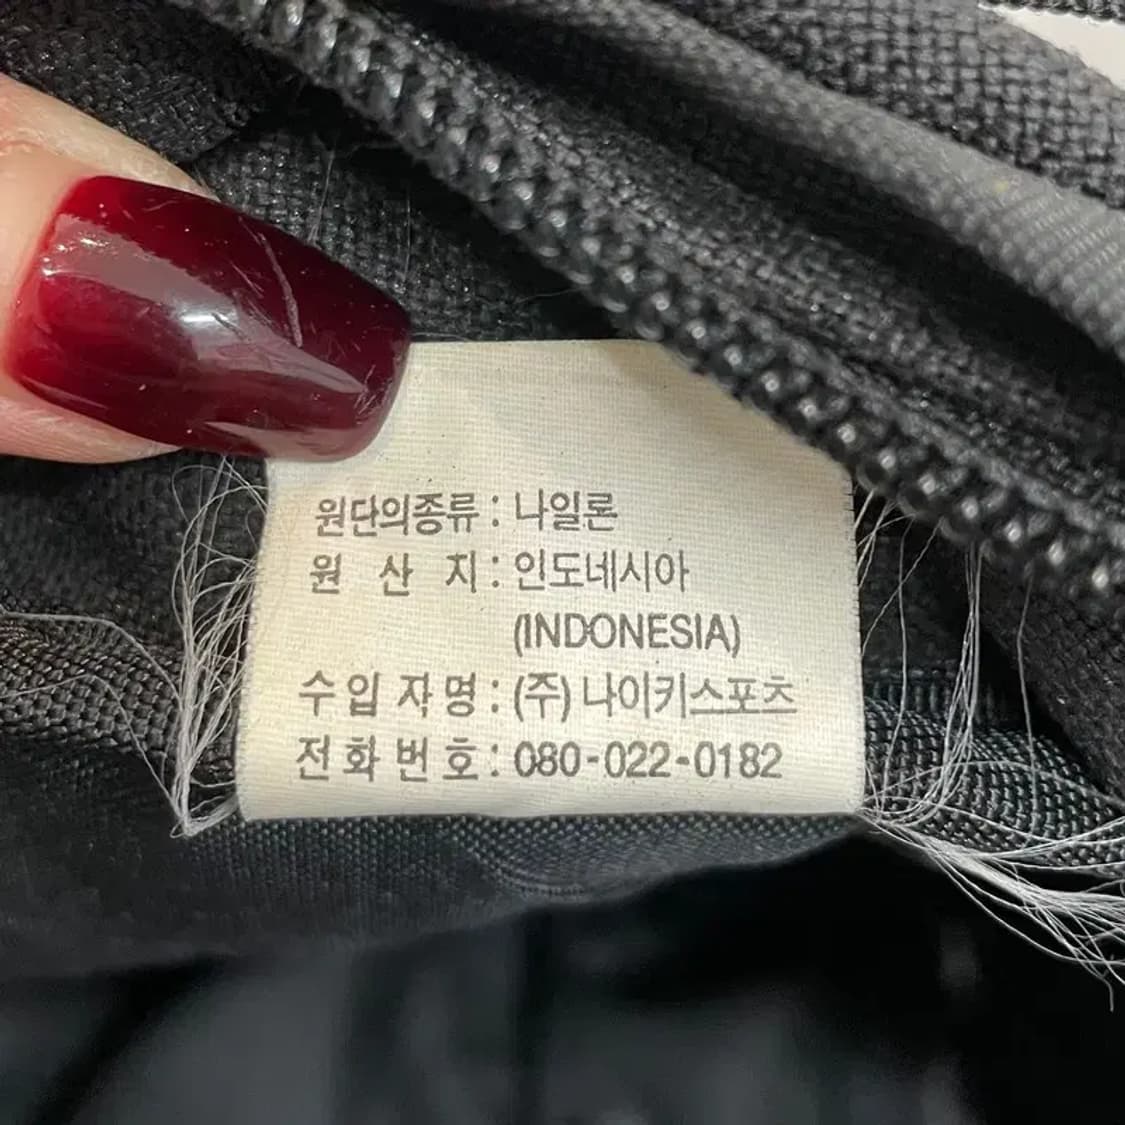 원단의종류 : 나일론
원 산 지 : 인도네시아
(INDONESIA)
수입자명 : (주) 나이키스포츠
전화번호 : 080-022-0182